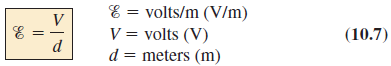 ℰ = V/d
ℰ = volts/m (V/m)
V = volts (V)
d = meters (m)
(10.7)